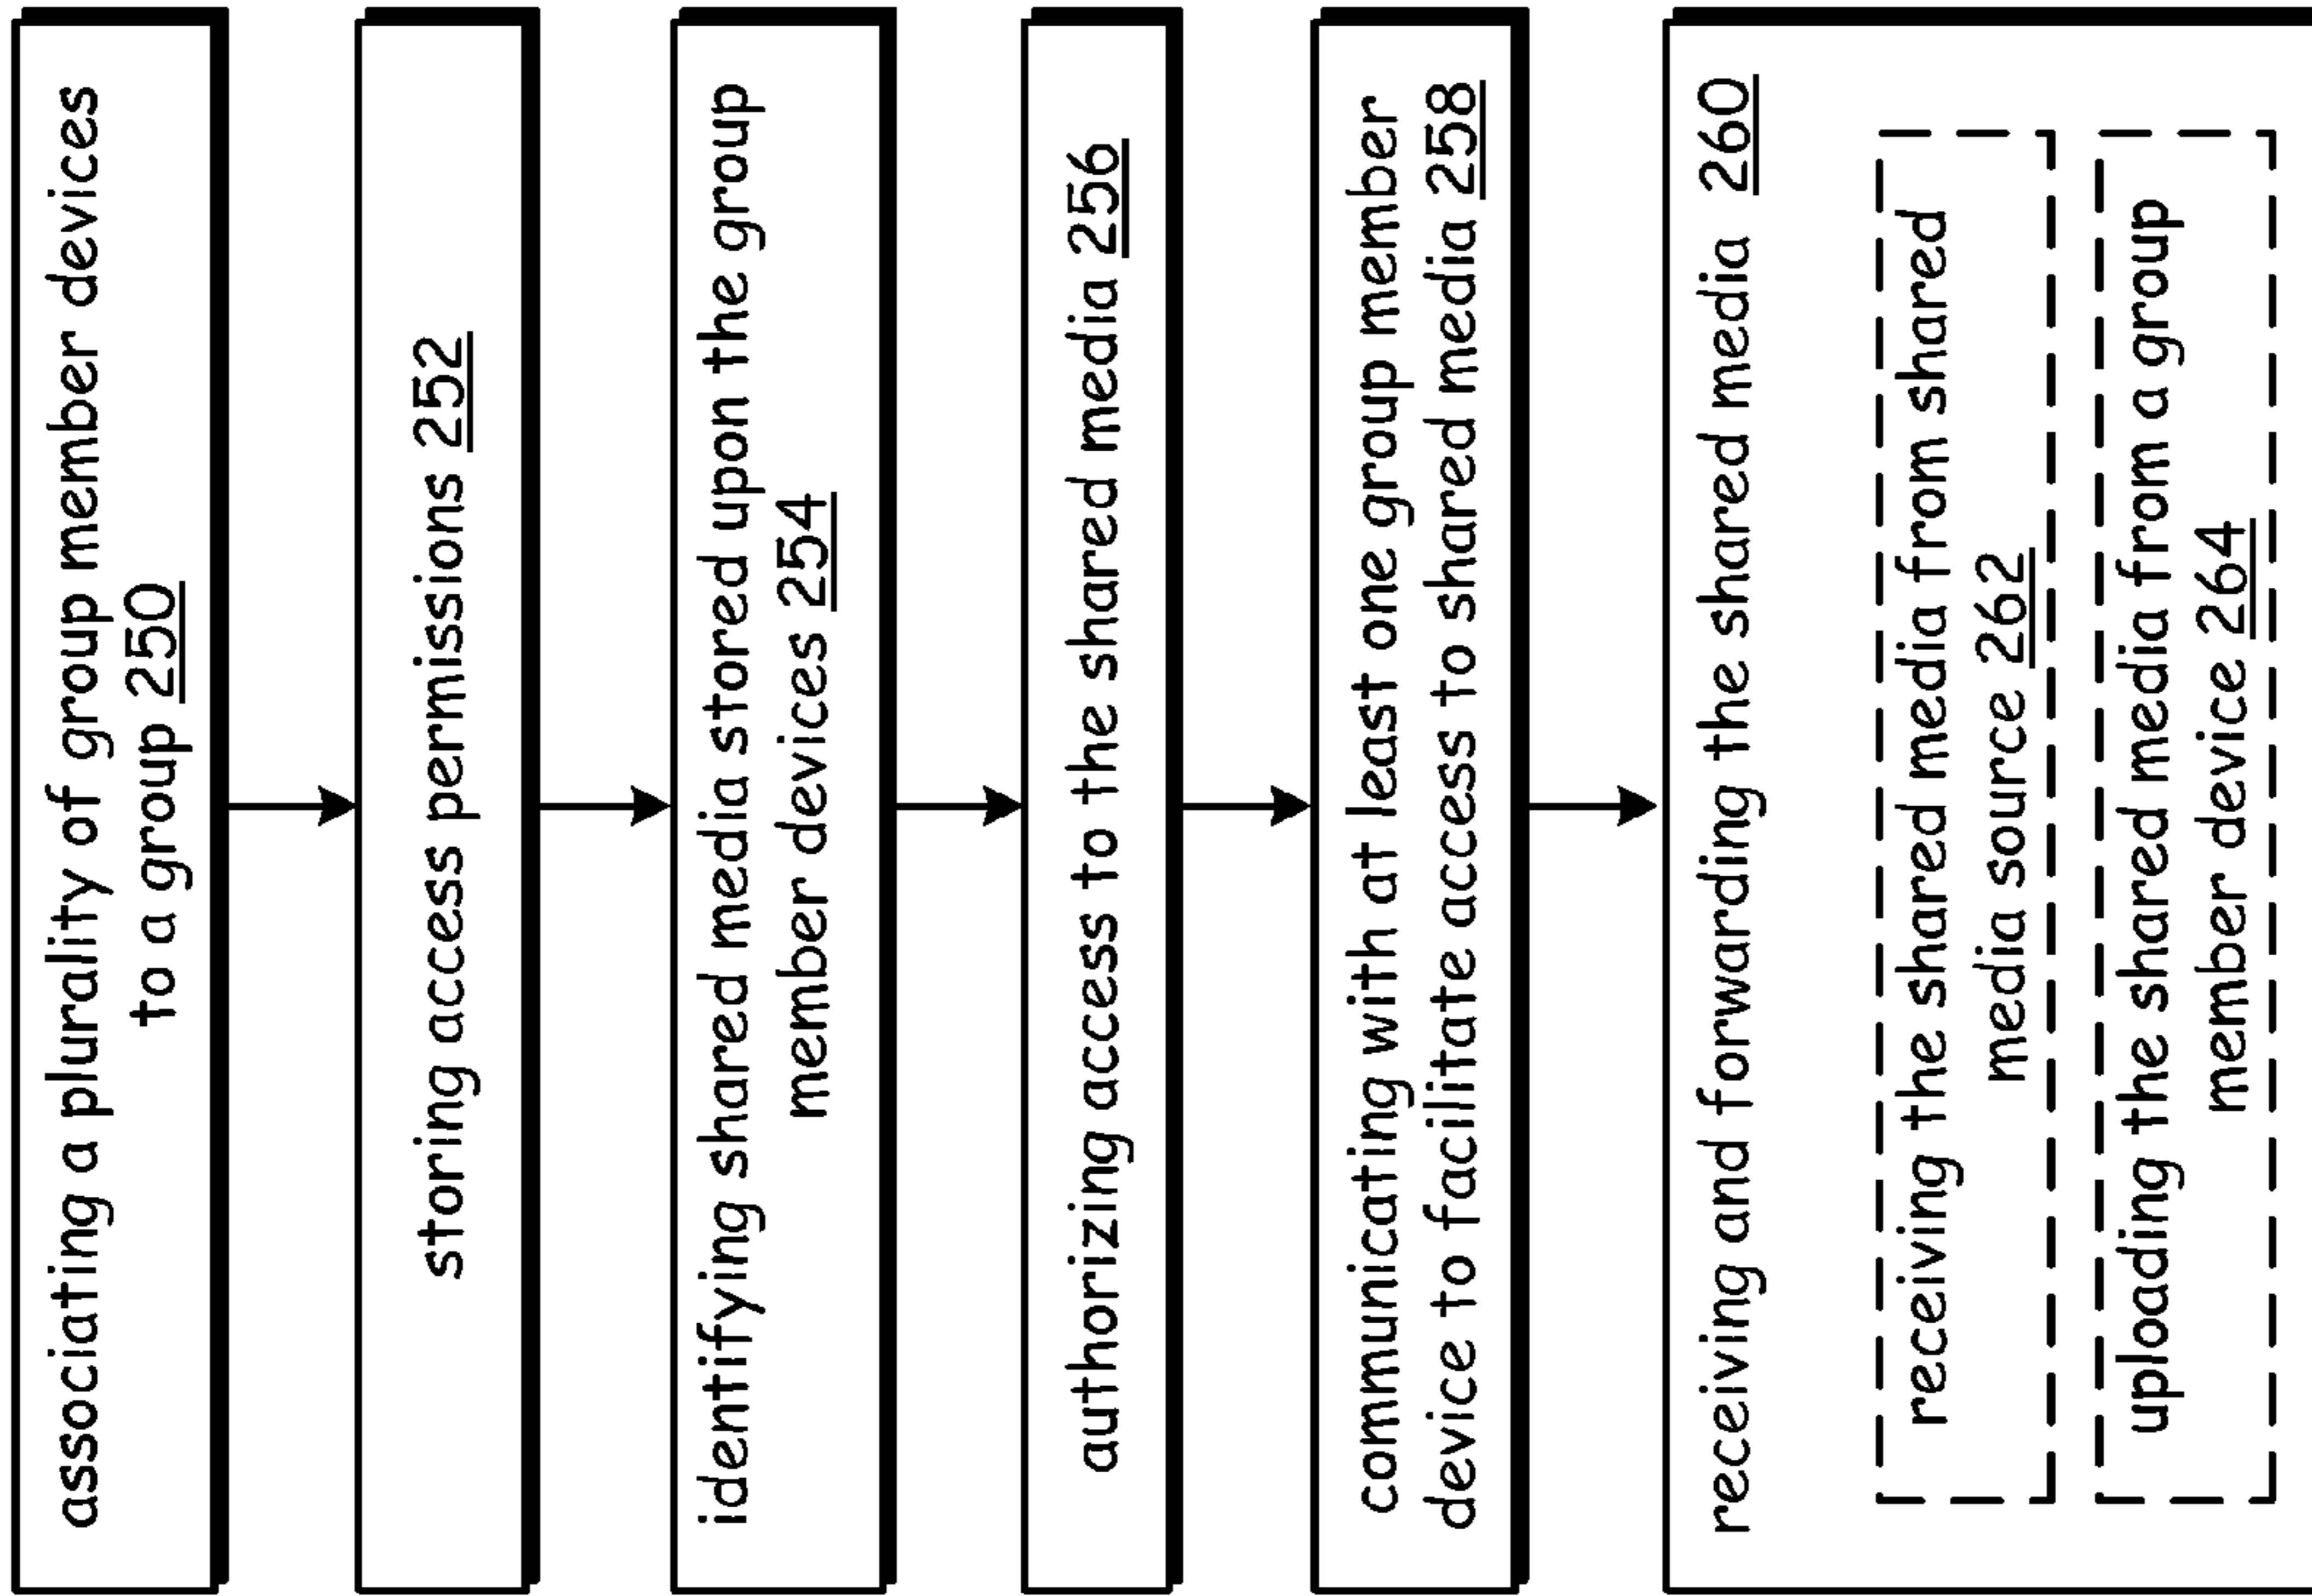 associating a plurality of group member devices
to a group 250
storing access permissions 252
identifying shared media stored upon the group
member devices 254
authorizing access to the shared media 256
communicating with at least one group member
device to facilitate access to shared media 258
receiving and forwarding the shared media 260
receiving the shared media from shared
media source 262
uploading the shared media from a group
member device 264